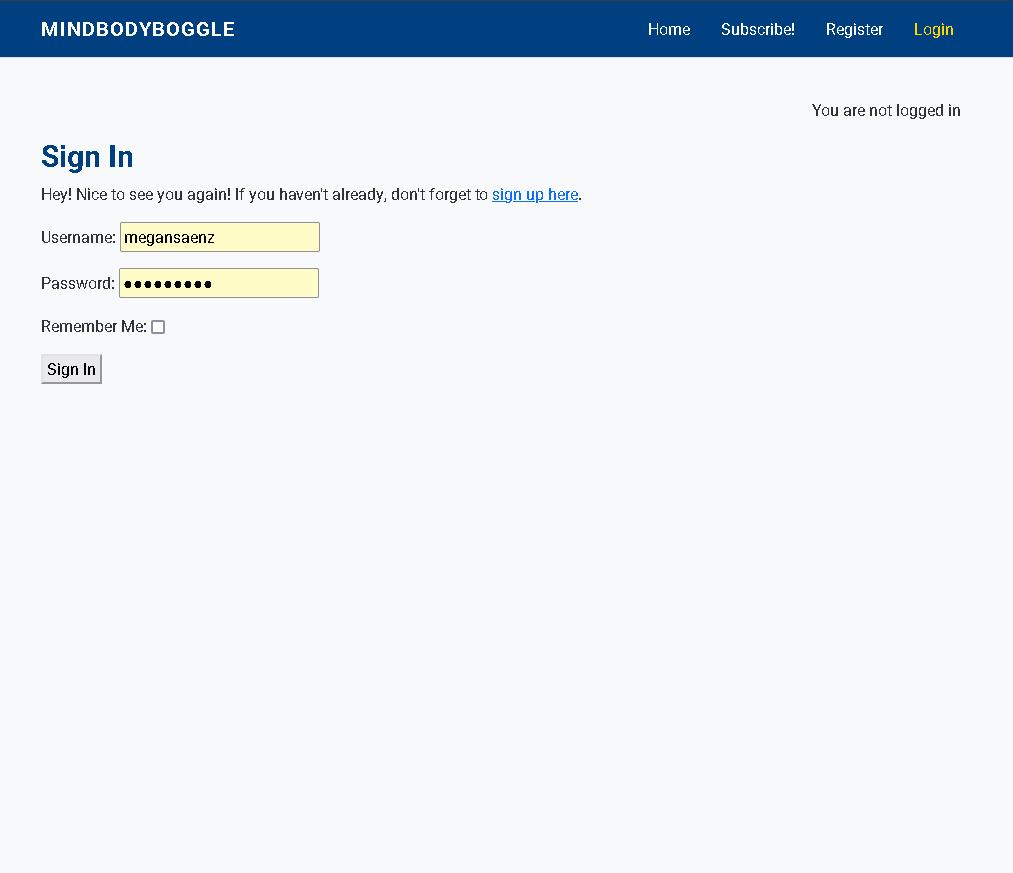 MINDBODYBOGGLE Home Subscribe! Register Login
You are not logged in
Sign In
Hey! Nice to see you again! If you haven't already, don't forget to sign up here.
Username: megansaenz
Password: ●●●●●●●●●
Remember Me:
Sign In